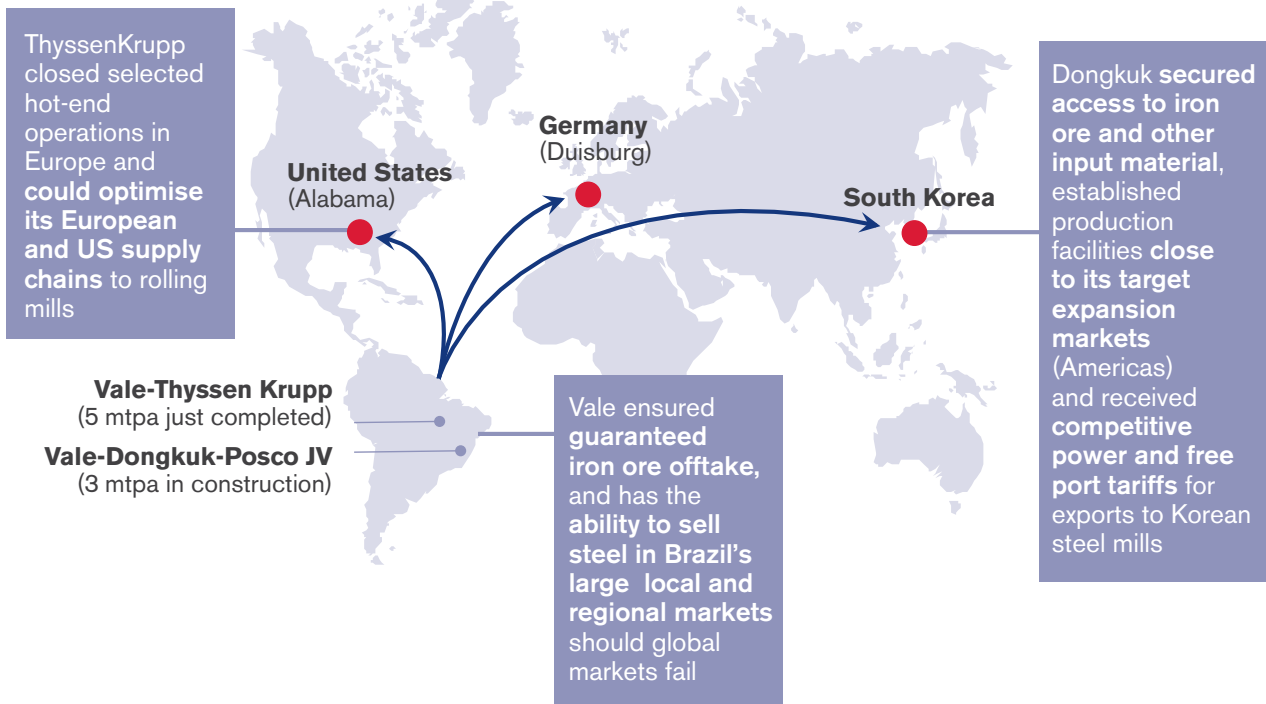 ThyssenKrupp
closed selected
hot-end
operations in
Europe and
could optimise
its European
and US supply
chains to rolling
mills
United States
(Alabama)
Germany
(Duisburg)
South Korea
Dongkuk secured
access to iron
ore and other
input material,
established
production
facilities close
to its target
expansion
markets
(Americas)
and received
competitive
power and free
port tariffs for
exports to Korean
steel mills
Vale-Thyssen Krupp
(5 mtpa just completed)
Vale-Dongkuk-Posco JV
(3 mtpa in construction)
Vale ensured
guaranteed
iron ore offtake,
and has the
ability to sell
steel in Brazil's
large local and
regional markets
should global
markets fail